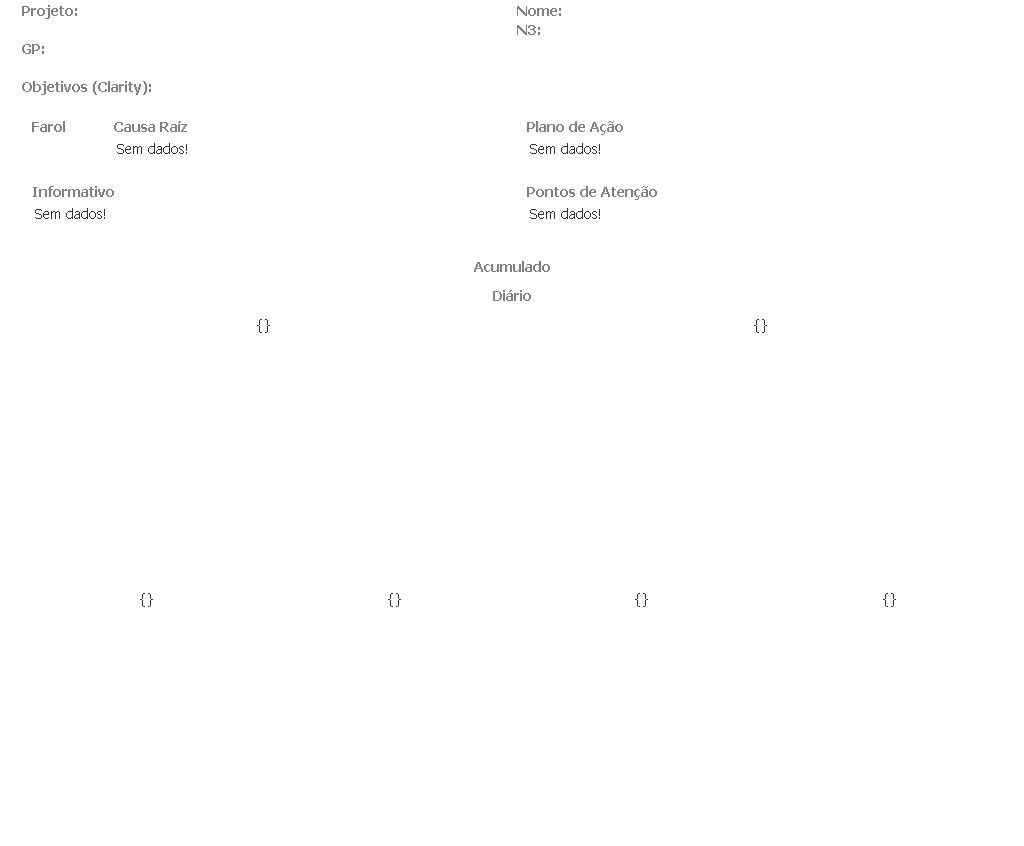 Projeto: Nome:
N3:
GP:
Objetivos (Clarity):
Farol Causa Raíz Plano de Ação
Sem dados! Sem dados!
Informativo Pontos de Atenção
Sem dados! Sem dados!
Acumulado
Diário
{} {}
{} {} {} {}